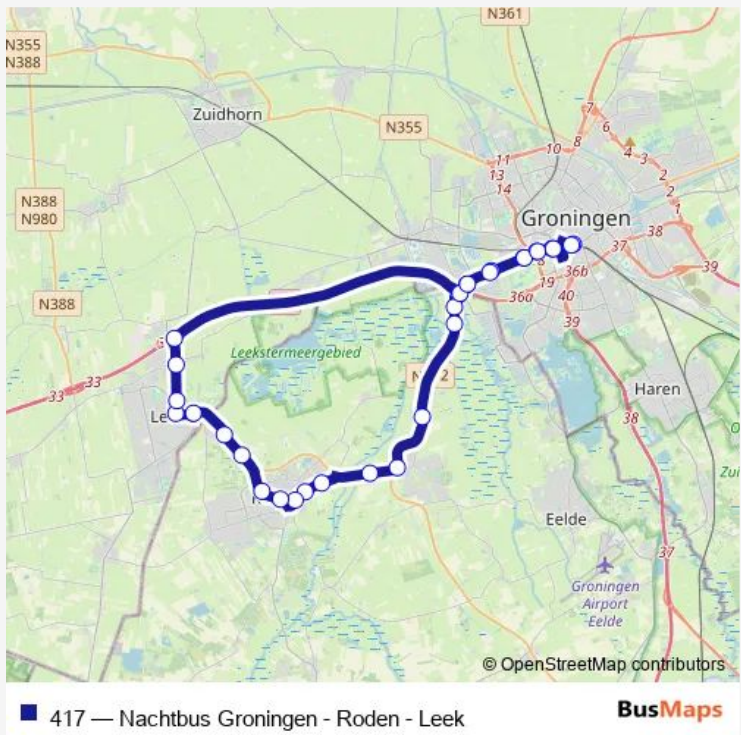 N361
N355
N388
Zuidhorn
N355
7
6
8
10
4
3
11
13
14
2
2
1
N388
N980
Groningen
38
37
39
36b
19
36a
40
39
N388
Leekstermeergebied
33
33
Haren
38
Eelde
37
Groningen
Airport
Eelde
© OpenStreetMap contributors
417 — Nachtbus Groningen - Roden - Leek
BusMaps